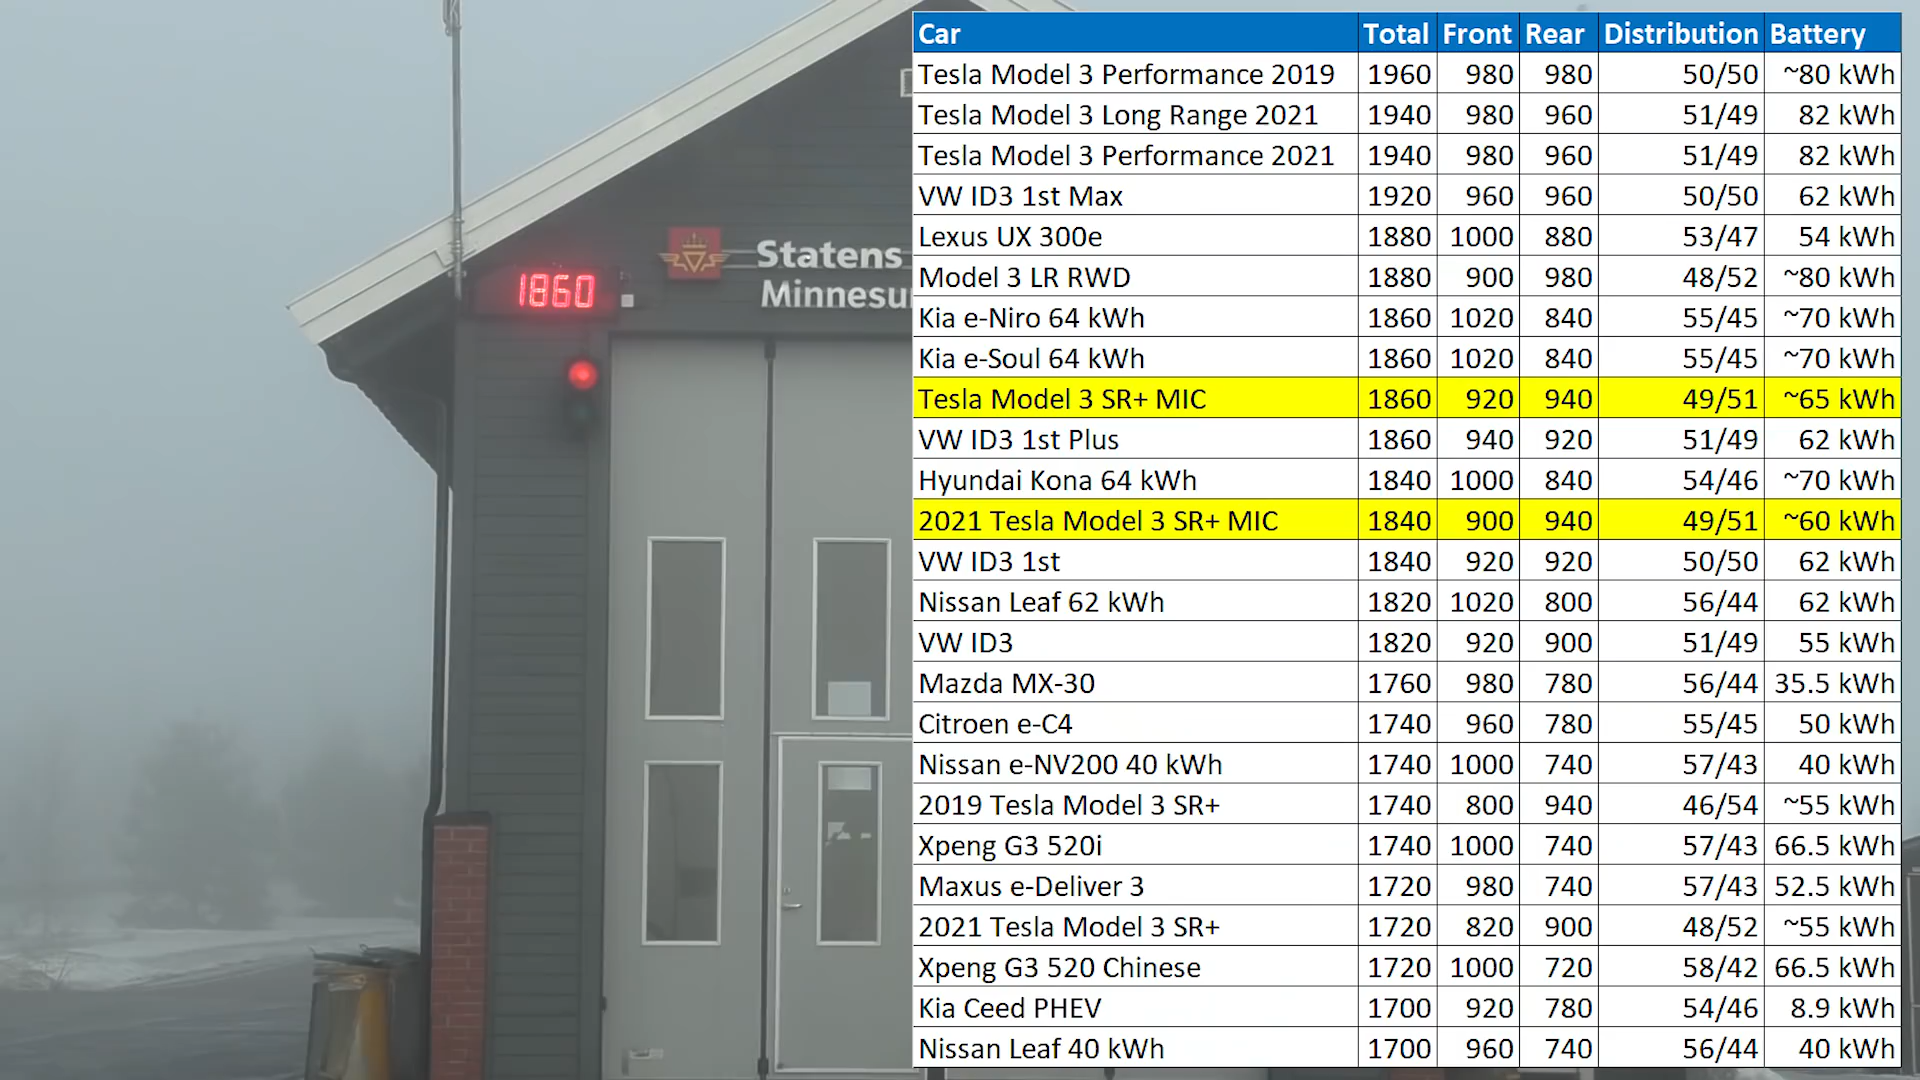 1860
Statens
Minnesu
Car Total Front Rear Distribution Battery
Tesla Model 3 Performance 2019 1960 980 980 50/50 ~80 kWh
Tesla Model 3 Long Range 2021 1940 980 960 51/49 82 kWh
Tesla Model 3 Performance 2021 1940 980 960 51/49 82 kWh
VW ID3 1st Max 1920 960 960 50/50 62 kWh
Lexus UX 300e 1880 1000 880 53/47 54 kWh
Model 3 LR RWD 1880 900 980 48/52 ~80 kWh
Kia e-Niro 64 kWh 1860 1020 840 55/45 ~70 kWh
Kia e-Soul 64 kWh 1860 1020 840 55/45 ~70 kWh
Tesla Model 3 SR+ MIC 1860 920 940 49/51 ~65 kWh
VW ID3 1st Plus 1860 940 920 51/49 62 kWh
Hyundai Kona 64 kWh 1840 1000 840 54/46 ~70 kWh
2021 Tesla Model 3 SR+ MIC 1840 900 940 49/51 ~60 kWh
VW ID3 1st 1840 920 920 50/50 62 kWh
Nissan Leaf 62 kWh 1820 1020 800 56/44 62 kWh
VW ID3 1820 920 900 51/49 55 kWh
Mazda MX-30 1760 980 780 56/44 35.5 kWh
Citroen e-C4 1740 960 780 55/45 50 kWh
Nissan e-NV200 40 kWh 1740 1000 740 57/43 40 kWh
2019 Tesla Model 3 SR+ 1740 800 940 46/54 ~55 kWh
Xpeng G3 520i 1740 1000 740 57/43 66.5 kWh
Maxus e-Deliver 3 1720 980 740 57/43 52.5 kWh
2021 Tesla Model 3 SR+ 1720 820 900 48/52 ~55 kWh
Xpeng G3 520 Chinese 1720 1000 720 58/42 66.5 kWh
Kia Ceed PHEV 1700 920 780 54/46 8.9 kWh
Nissan Leaf 40 kWh 1700 960 740 56/44 40 kWh